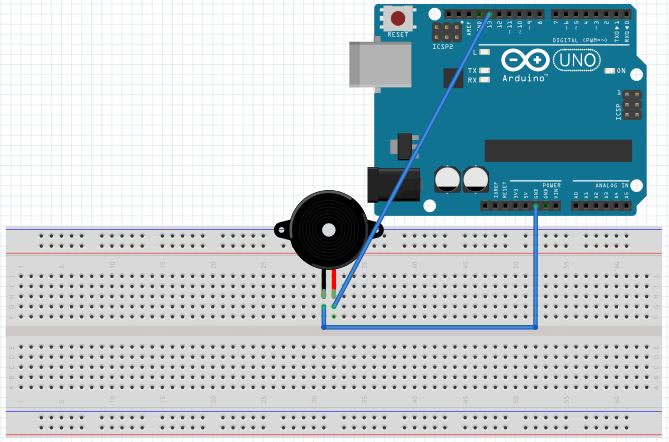 RESET
ICSP2
AREF
GND
13
12
~11
~10
~9
8
7
~6
~5
4
~3
2
TX▸1
RX◂0
DIGITAL (PWM=~)
L
TX
RX
Arduino™
UNO
ON
ICSP
1
IOREF
RESET
3V3
5V
GND
GND
VIN
POWER
ANALOG IN
A0
A1
A2
A3
A4
A5